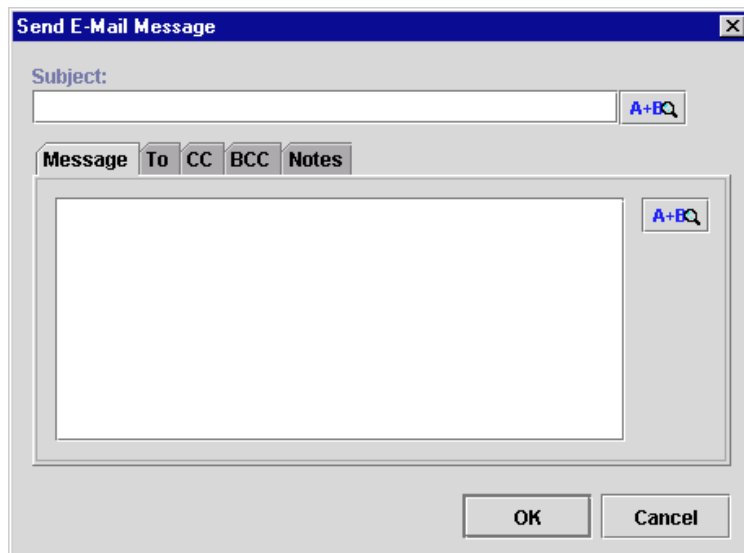 Send E-Mail Message
Subject:
A+B
Message To CC BCC Notes
A+B
OK Cancel